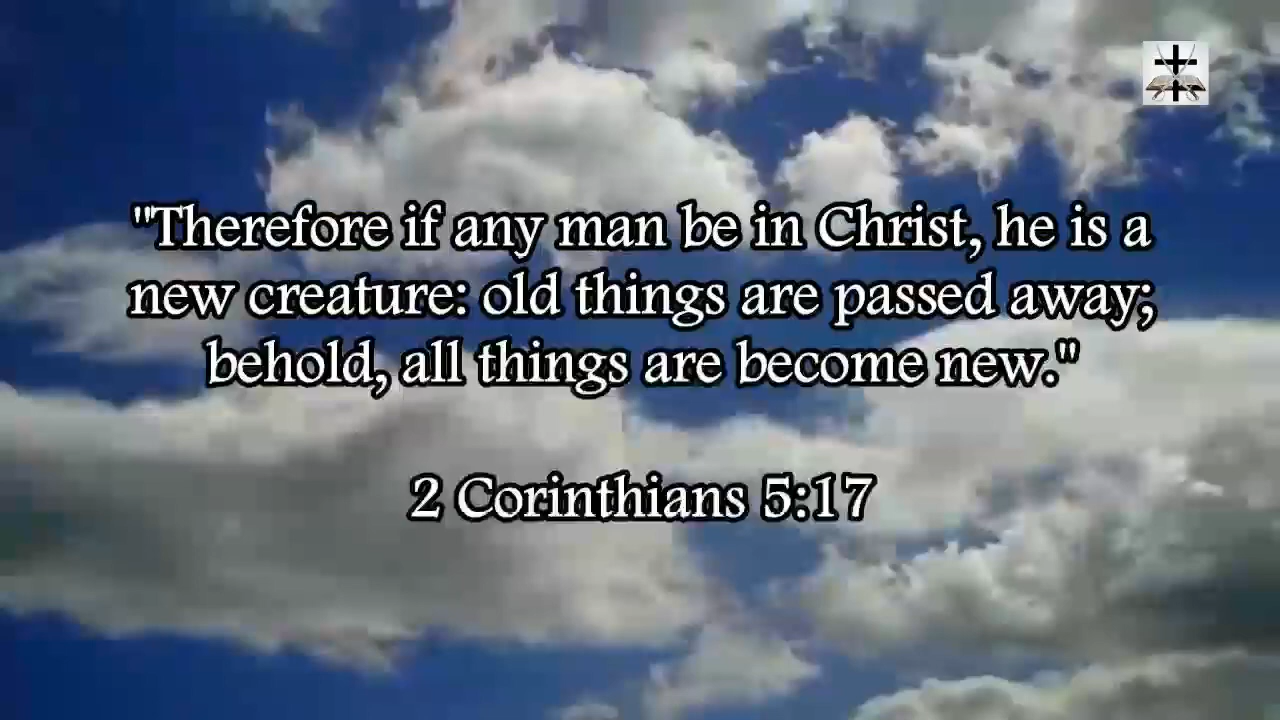 "Therefore if any man be in Christ, he is a
new creature: old things are passed away;
behold, all things are become new."
2 Corinthians 5:17